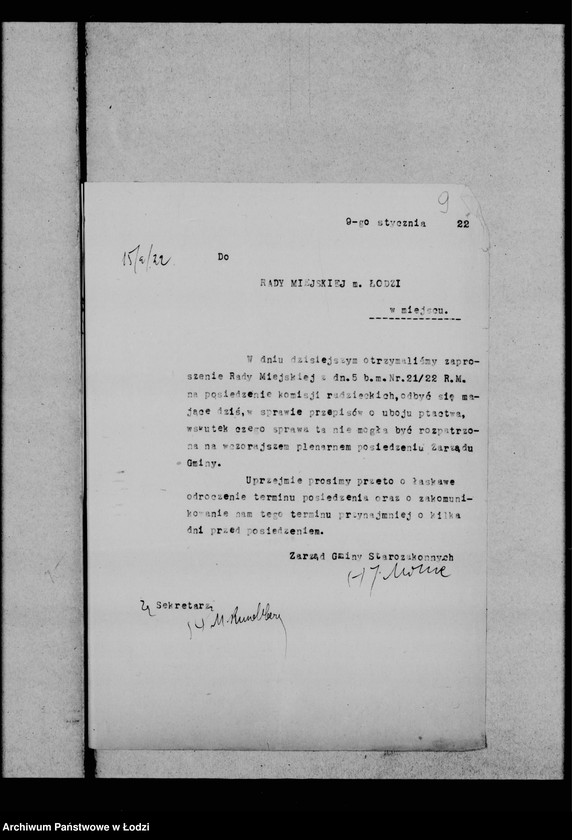 9
9-go stycznia 22
15/a/22
Do
RADY MIEJSKIEJ m. ŁODZI
w miejscu.
W dniu dzisiejszym otrzymaliśmy zapro-
szenie Rady Miejskiej z dn.5 b.m.Nr.21/22 R.M.
na posiedzenie komisji radzieckich,odbyć się ma-
jące dziś,w sprawie przepisów o uboju ptactwa,
wskutek czego sprawa ta nie mogła być rozpatrzo-
na na wczorajszem plenarnem posiedzeniu Zarządu
Gminy.
Uprzejmie prosimy przeto o łaskawe
odroczenie terminu posiedzenia oraz o zakomuni-
kowanie nam tego terminu przynajmniej o kilka
dni przed posiedzeniem.
Zarząd Gminy Starozakonnych
(-)
Za Sekretarz
(-) M.
Archiwum Państwowe w Łodzi